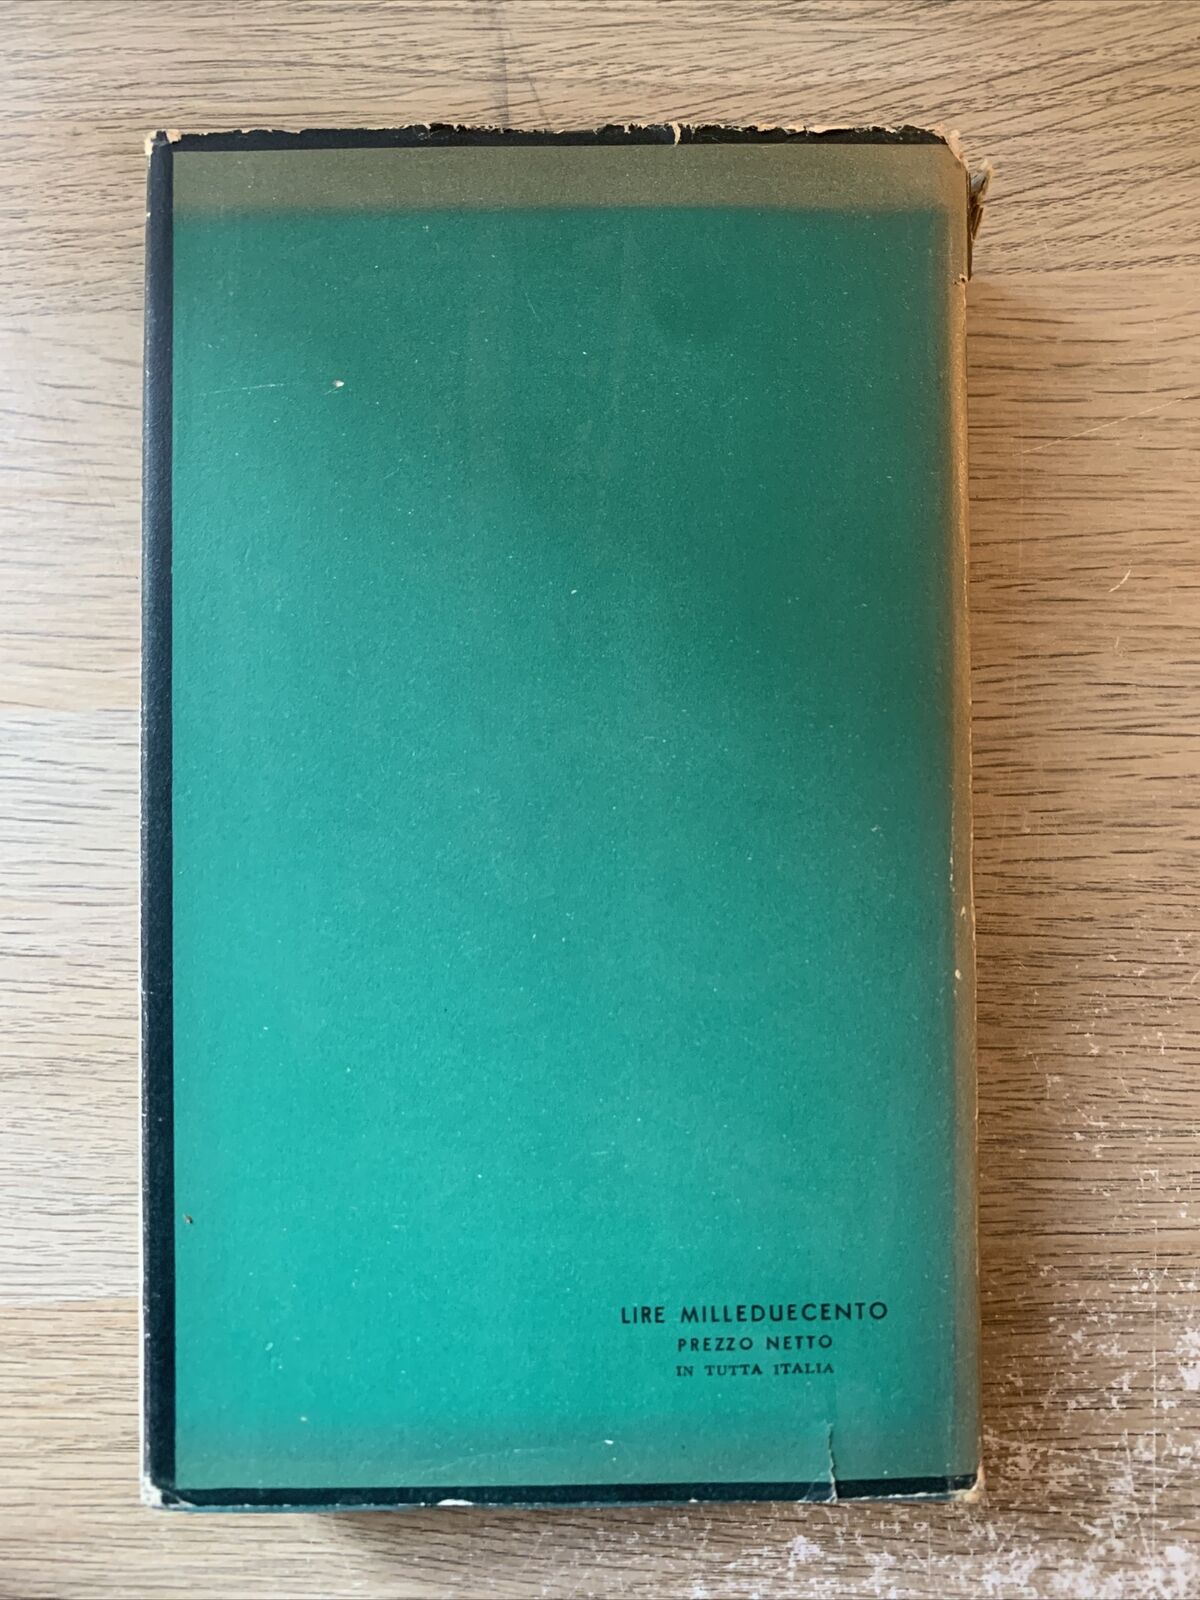 LIRE MILLEDUECENTO
PREZZO NETTO
IN TUTTA ITALIA